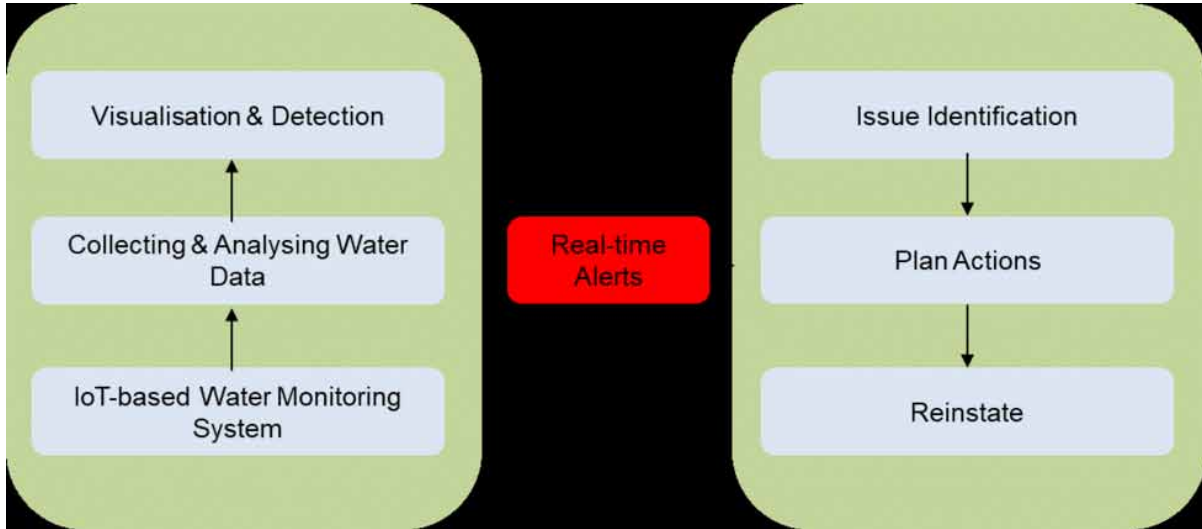 Visualisation & Detection
Collecting & Analysing Water
Data
IoT-based Water Monitoring
System
Real-time
Alerts
Issue Identification
Plan Actions
Reinstate